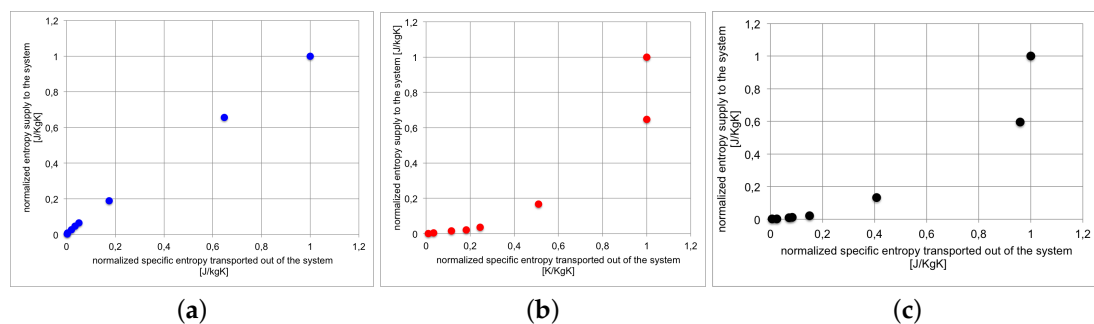 normalized entropy supply to the system
[J/KgK]
1,2
1
0,8
0,6
0,4
0,2
0
0 0,2 0,4 0,6 0,8 1 1,2
normalized specific entropy transported out of the system
[J/kgK]
(a)
normalized entropy supply to the system [J/kgK]
1,2
1
0,8
0,6
0,4
0,2
0
0 0,2 0,4 0,6 0,8 1 1,2
normalized specific entropy transported out of the system
[K/KgK]
(b)
normalized entropy supply to the system
[J/KgK]
1,2
1
0,8
0,6
0,4
0,2
0
0 0,2 0,4 0,6 0,8 1 1,2
normalized specific entropy transported out of the system
[J/KgK]
(c)